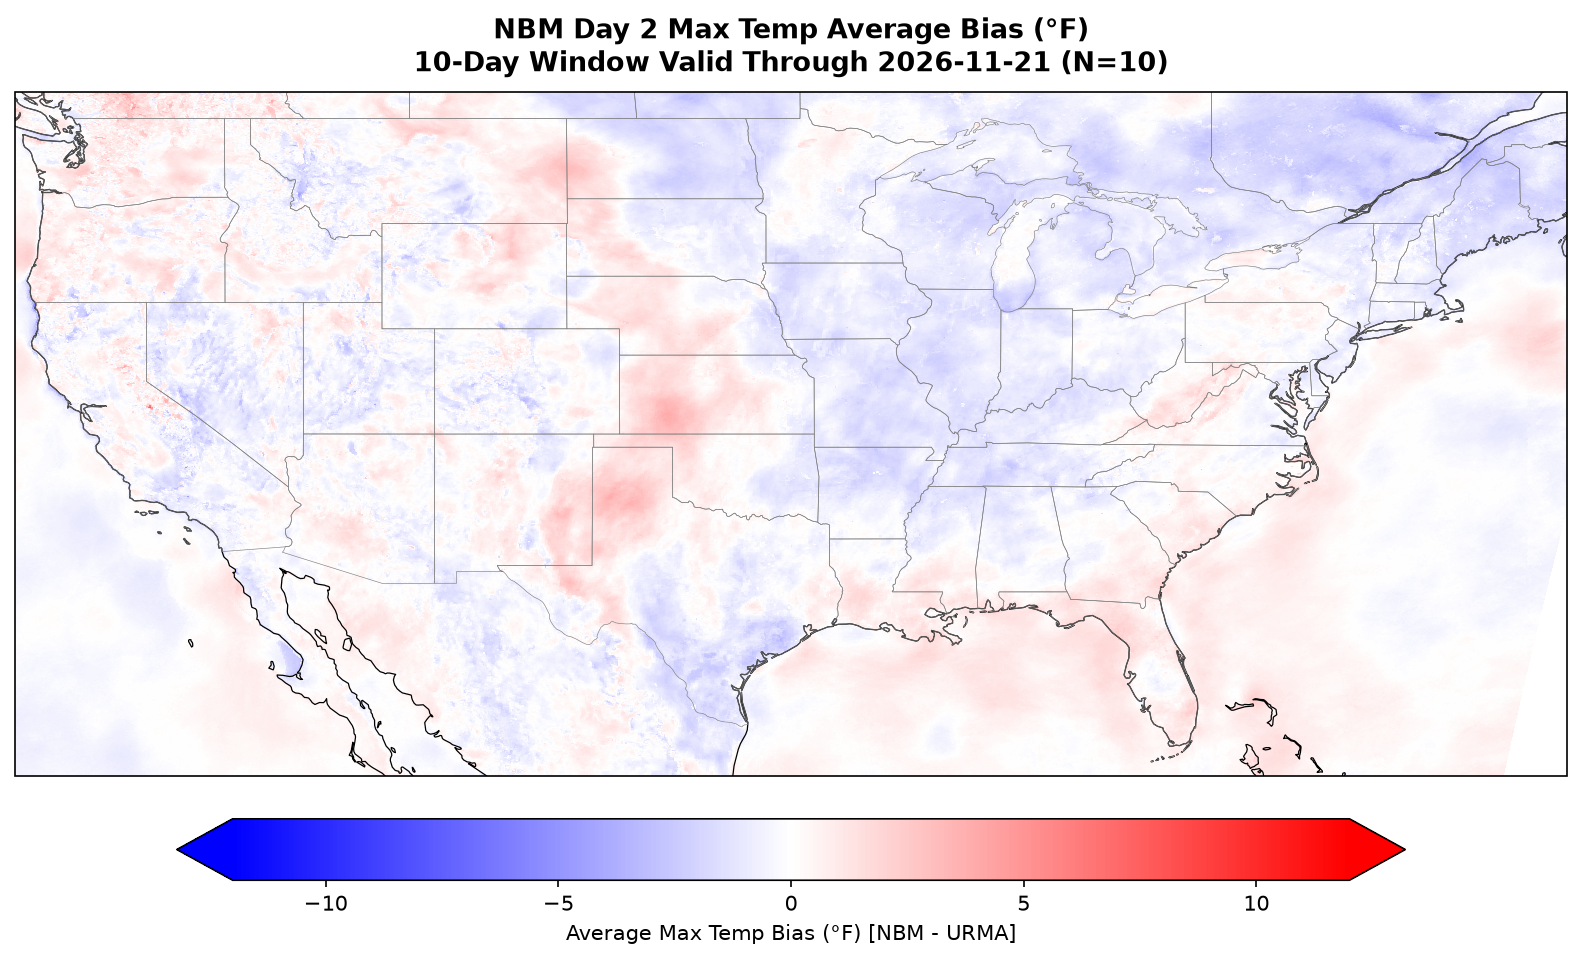 NBM Day 2 Max Temp Average Bias (°F)
10-Day Window Valid Through 2026-11-21 (N=10)
−10 −5 0 5 10
Average Max Temp Bias (°F) [NBM - URMA]